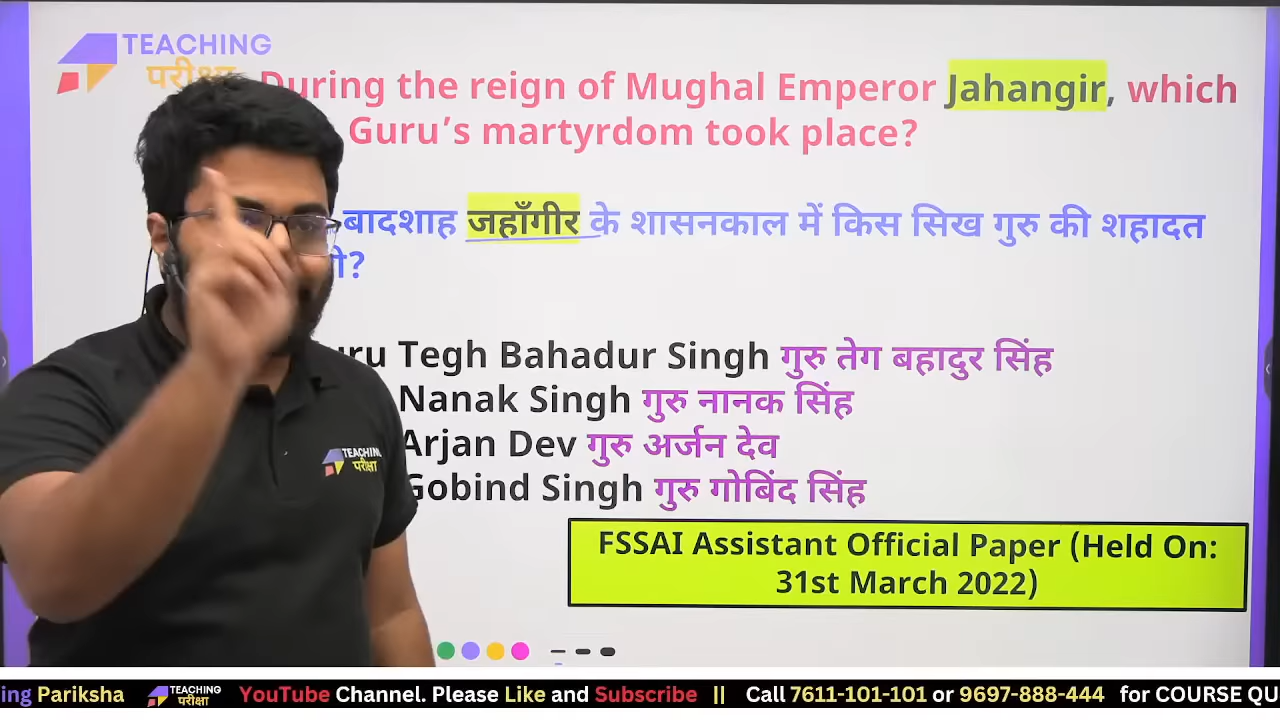 TEACHING
परीक्षा
During the reign of Mughal Emperor Jahangir, which
Guru's martyrdom took place?
बादशाह जहाँगीर के शासनकाल में किस सिख गुरु की शहादत
Tegh Bahadur Singh गुरु तेग बहादुर सिंह
Nanak Singh गुरु नानक सिंह
Arjan Dev गुरु अर्जन देव
Gobind Singh गुरु गोबिंद सिंह
TEACHING
परीक्षा
FSSAI Assistant Official Paper (Held On:
31st March 2022)
ing Pariksha TEACHING परीक्षा YouTube Channel. Please Like and Subscribe || Call 7611-101-101 or 9697-888-444 for COURSE QU